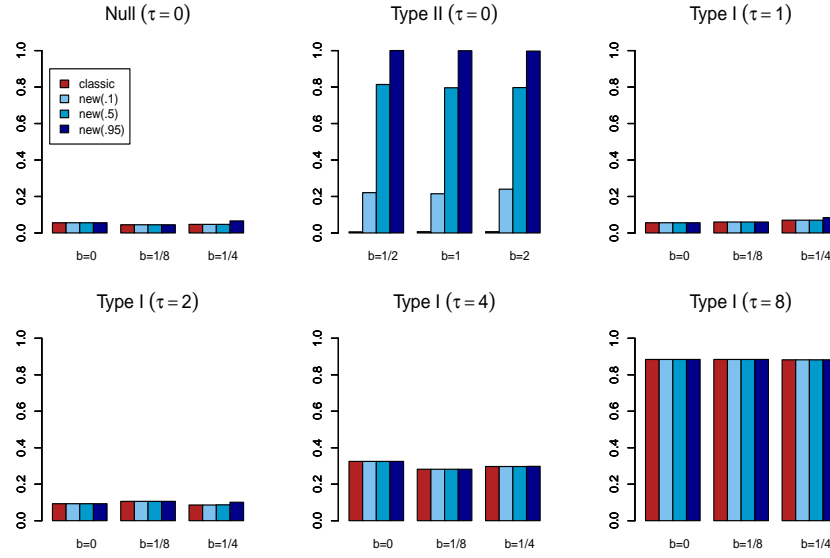 Null (τ = 0)
1.0
0.8
0.6
0.4
0.2
0.0
classic
new(.1)
new(.5)
new(.95)
b=0
b=1/8
b=1/4
Type II (τ = 0)
1.0
0.8
0.6
0.4
0.2
0.0
b=1/2
b=1
b=2
Type I (τ = 1)
1.0
0.8
0.6
0.4
0.2
0.0
b=0
b=1/8
b=1/4
Type I (τ = 2)
1.0
0.8
0.6
0.4
0.2
0.0
b=0
b=1/8
b=1/4
Type I (τ = 4)
1.0
0.8
0.6
0.4
0.2
0.0
b=0
b=1/8
b=1/4
Type I (τ = 8)
1.0
0.8
0.6
0.4
0.2
0.0
b=0
b=1/8
b=1/4